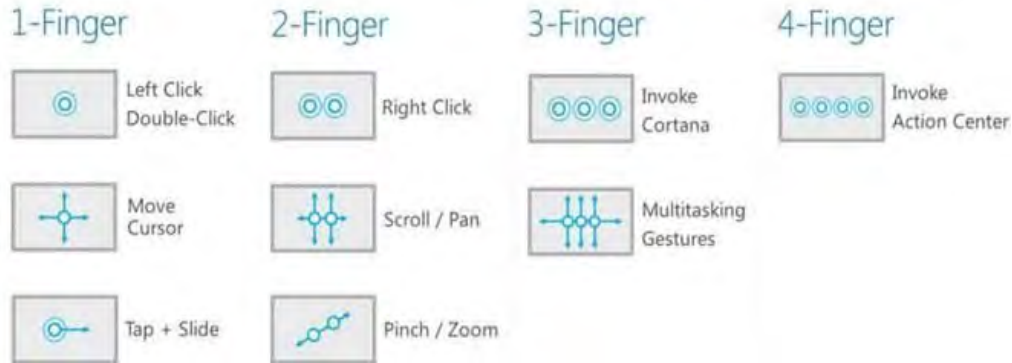 1-Finger
2-Finger
3-Finger
4-Finger
Left Click
Double-Click
Right Click
Invoke
Cortana
Invoke
Action Center
Move
Cursor
Scroll / Pan
Multitasking
Gestures
Tap + Slide
Pinch / Zoom